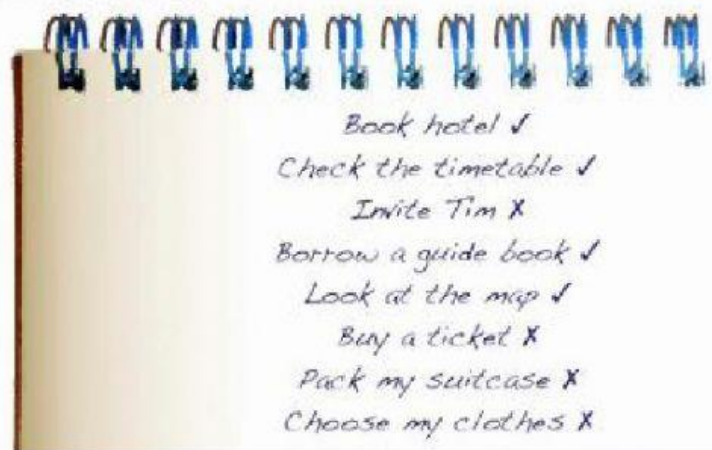 Book hotel ✓
Check the timetable ✓
Invite Tim X
Borrow a guide book ✓
Look at the map ✓
Buy a ticket X
Pack my suitcase X
Choose my clothes X